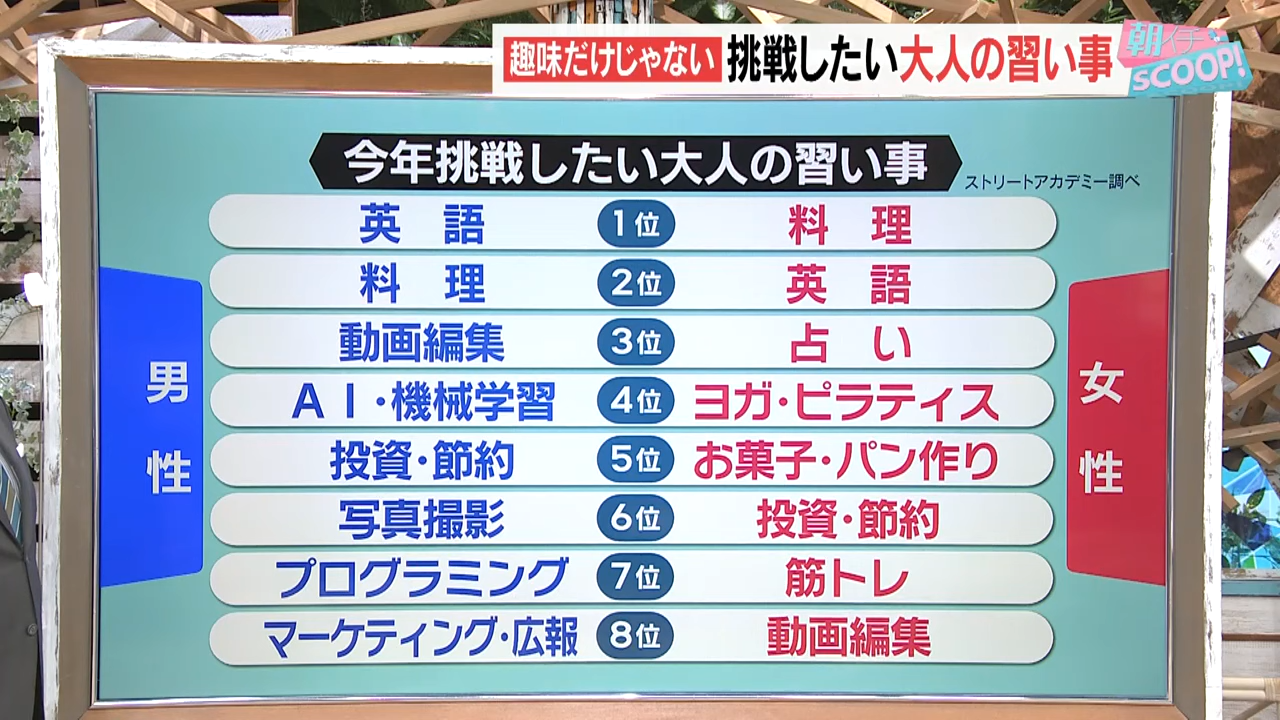 趣味だけじゃない 挑戦したい大人の習い事
朝イチSCOOP!
今年挑戦したい大人の習い事
ストリートアカデミー調べ
男性
女性
英語 1位 料理
料理 2位 英語
動画編集 3位 占い
AI・機械学習 4位 ヨガ・ピラティス
投資・節約 5位 お菓子・パン作り
写真撮影 6位 投資・節約
プログラミング 7位 筋トレ
マーケティング・広報 8位 動画編集